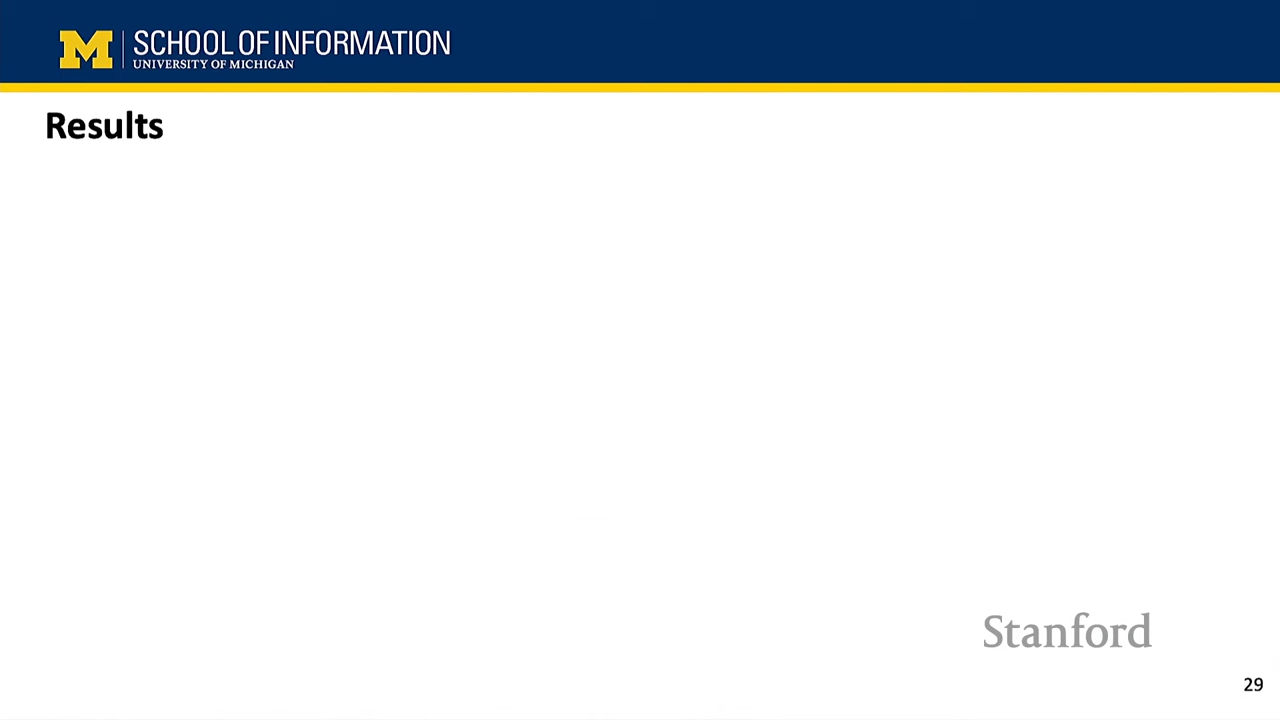 M
SCHOOL OF INFORMATION
UNIVERSITY OF MICHIGAN
Results
Stanford
29